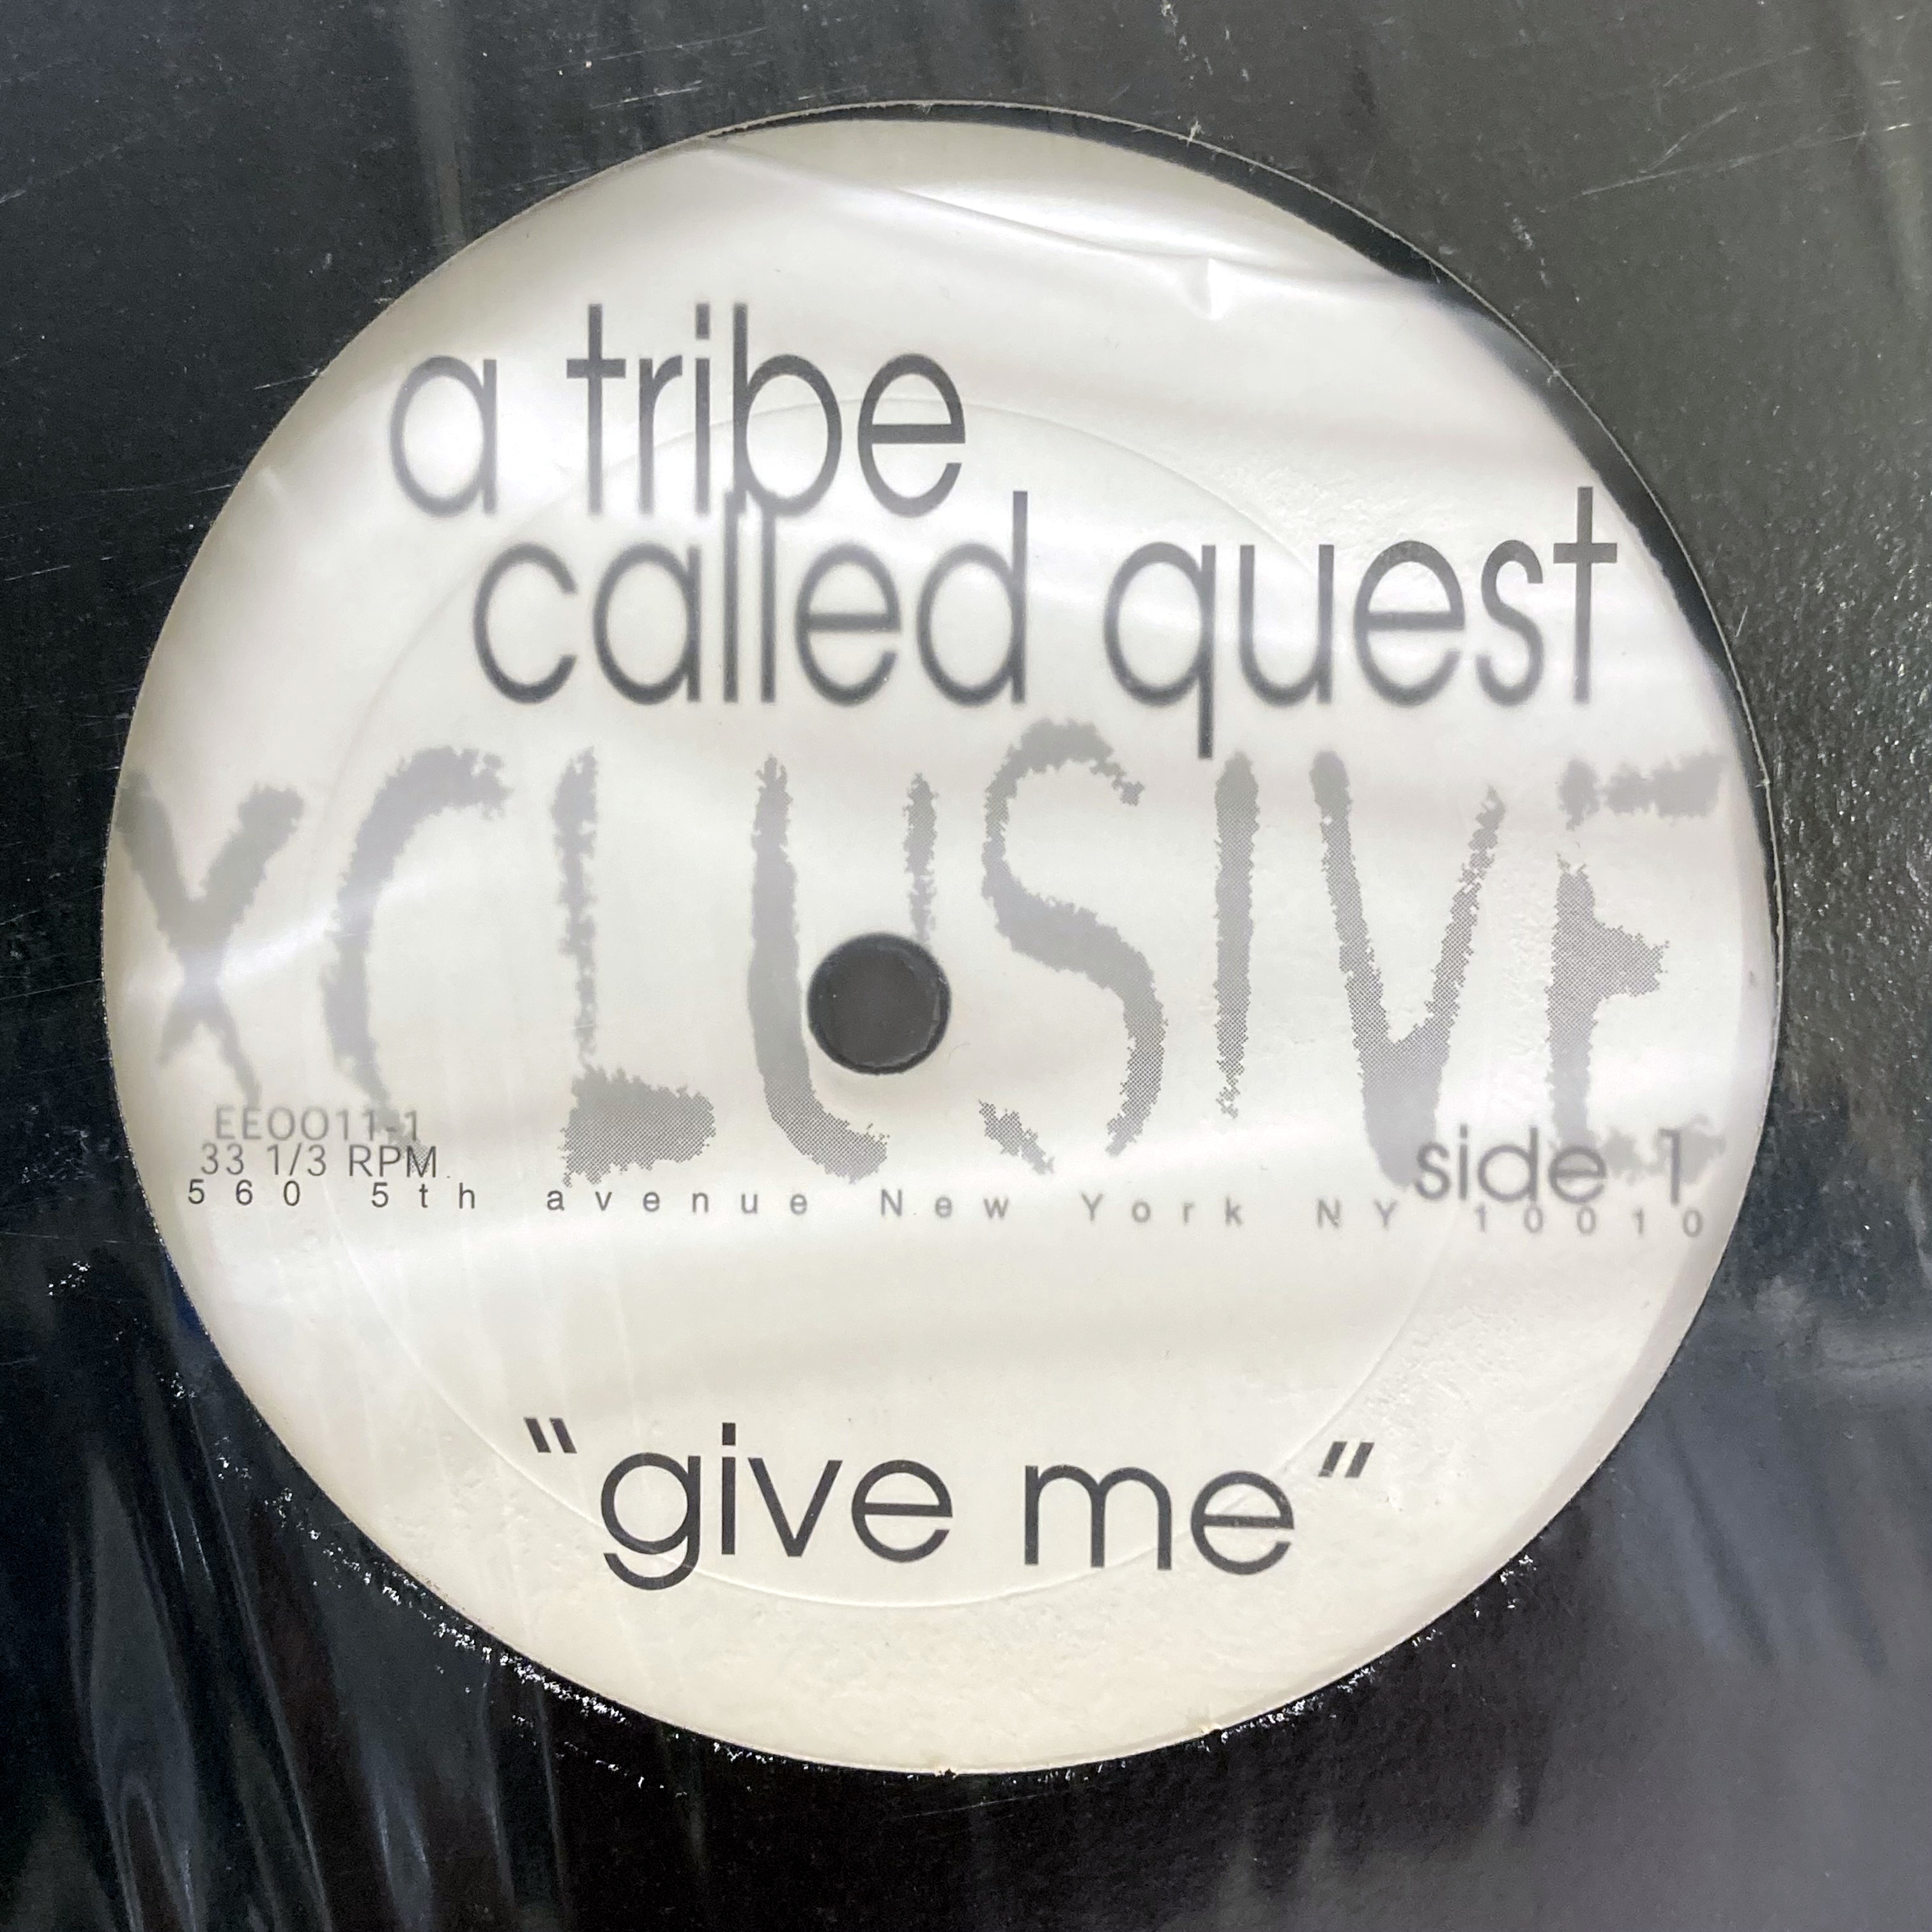 a tribe
called quest
XCLUSIVE
EE0011-1
33 1/3 RPM
side 1
560 5th avenue New York NY 10010
"give me"